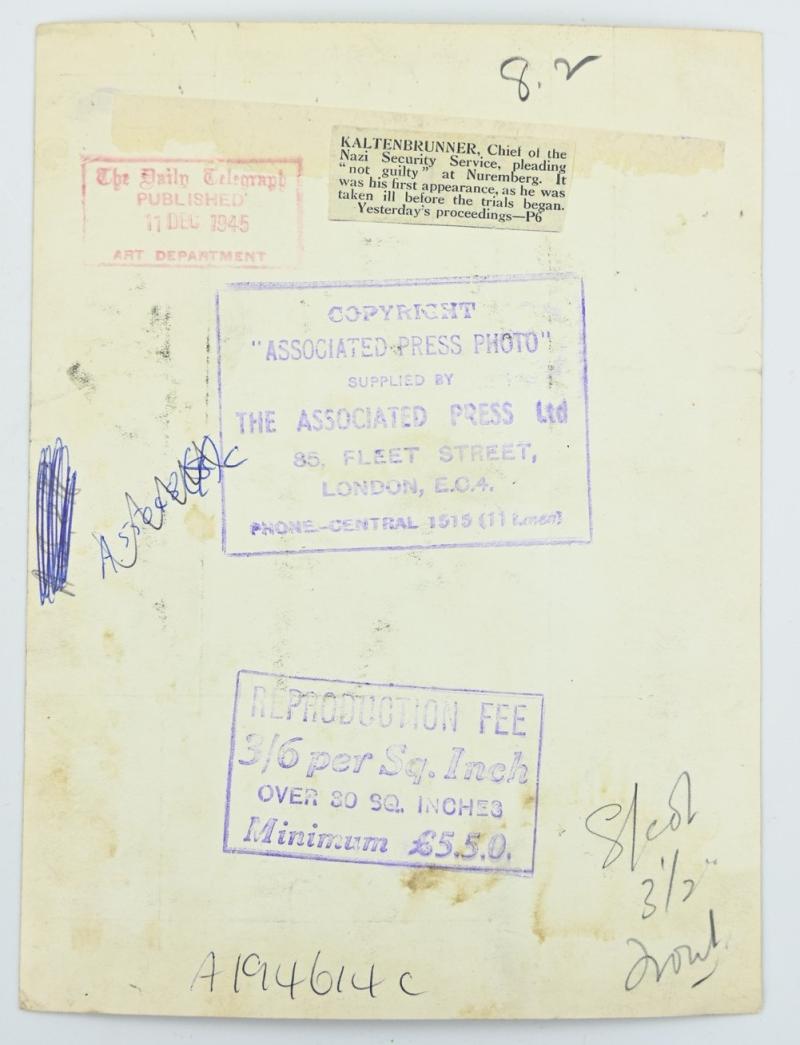 8.2
KALTENBRUNNER, Chief of the
Nazi Security Service, pleading
"not guilty" at Nuremberg. It
was his first appearance, as he was
taken ill before the trials began.
Yesterday's proceedings—P6
The Daily Telegraph
PUBLISHED
11 DEC 1945
ART DEPARTMENT
COPYRIGHT
"ASSOCIATED PRESS PHOTO"
SUPPLIED BY
THE ASSOCIATED PRESS Ltd
85, FLEET STREET,
LONDON, E.C.4.
PHONE-CENTRAL 1515 (11 Lines)
REPRODUCTION FEE
3/6 per Sq. Inch
OVER 30 SQ. INCHES
Minimum £5.5.0.
3 1/2"
Front
A194614C